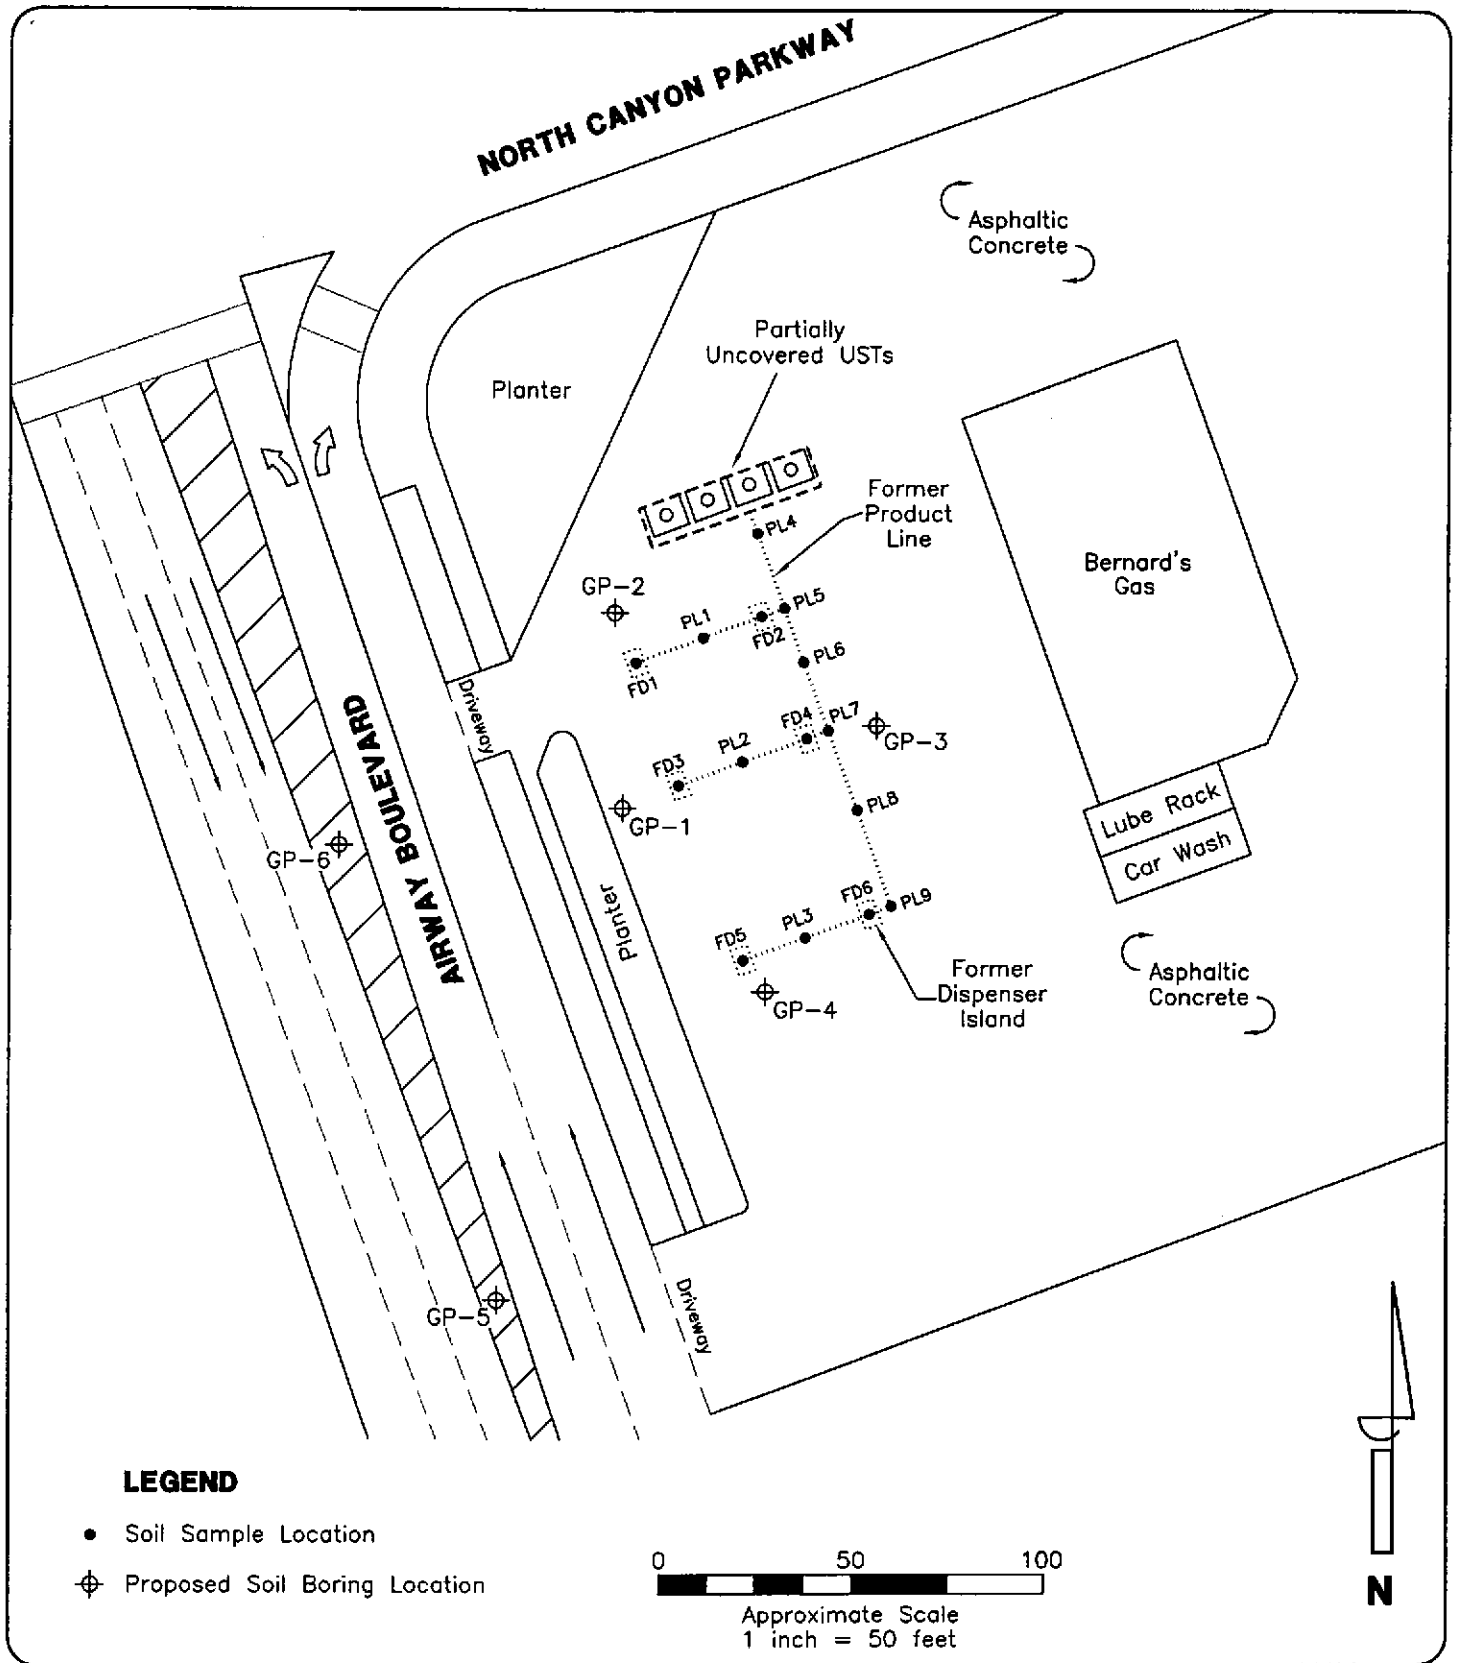 NORTH CANYON PARKWAY
Asphaltic
Concrete
Partially
Uncovered USTs
Planter
Former
Product
Line
PL4
Bernard's
Gas
GP-2
PL1
PL5
FD2
FD1
PL6
Driveway
AIRWAY BOULEVARD
FD4
PL7
GP-3
FD3
PL2
GP-1
PL8
Lube Rack
Car Wash
GP-6
Planter
FD6
PL9
FD5
PL3
Former
Dispenser
Island
Asphaltic
Concrete
GP-4
GP-5
Driveway
LEGEND
Soil Sample Location
Proposed Soil Boring Location
0 50 100
Approximate Scale
1 inch = 50 feet
N